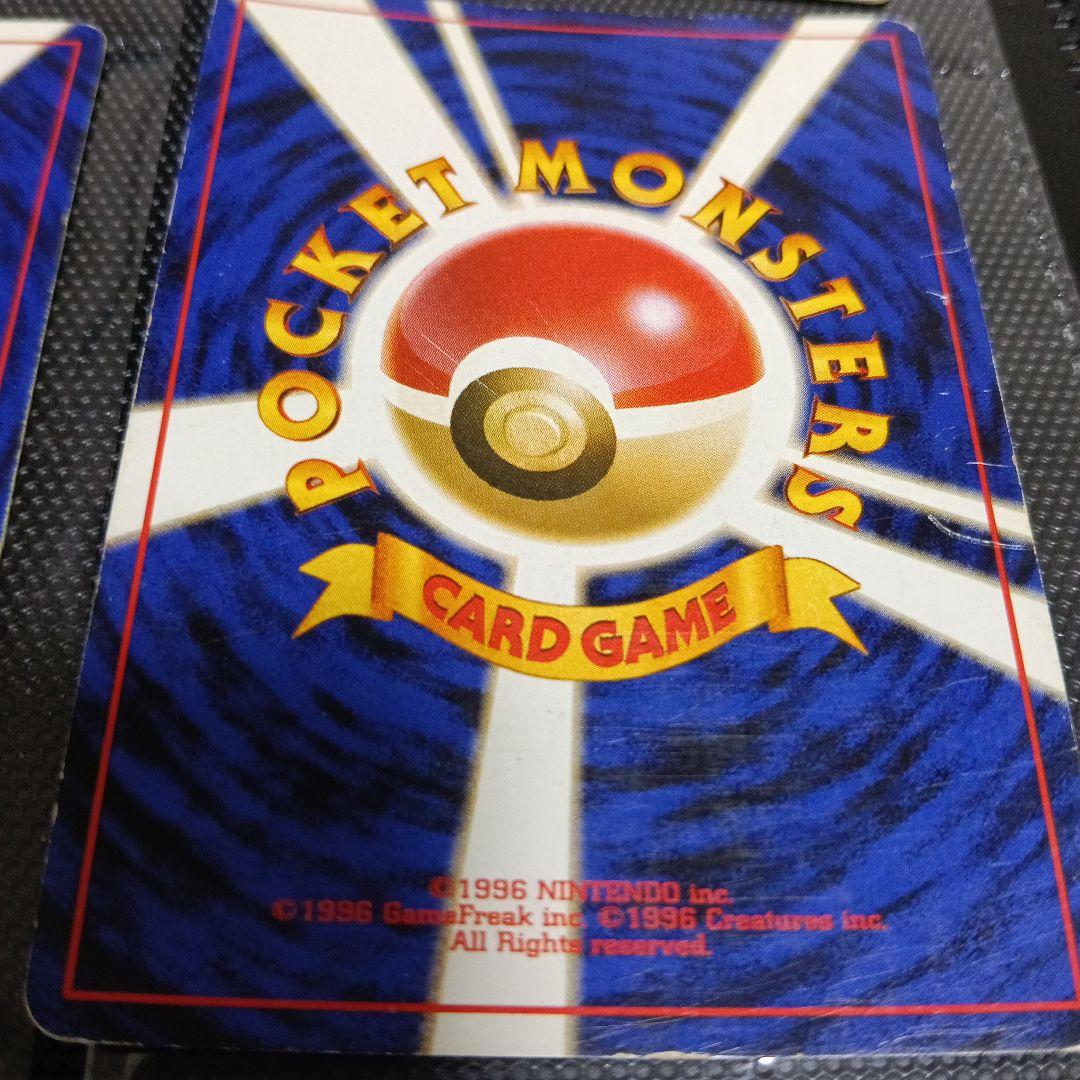 POCKET MONSTERS
CARD GAME
©1996 NINTENDO inc.
©1996 GameFreak inc. ©1996 Creatures inc.
All Rights reserved.